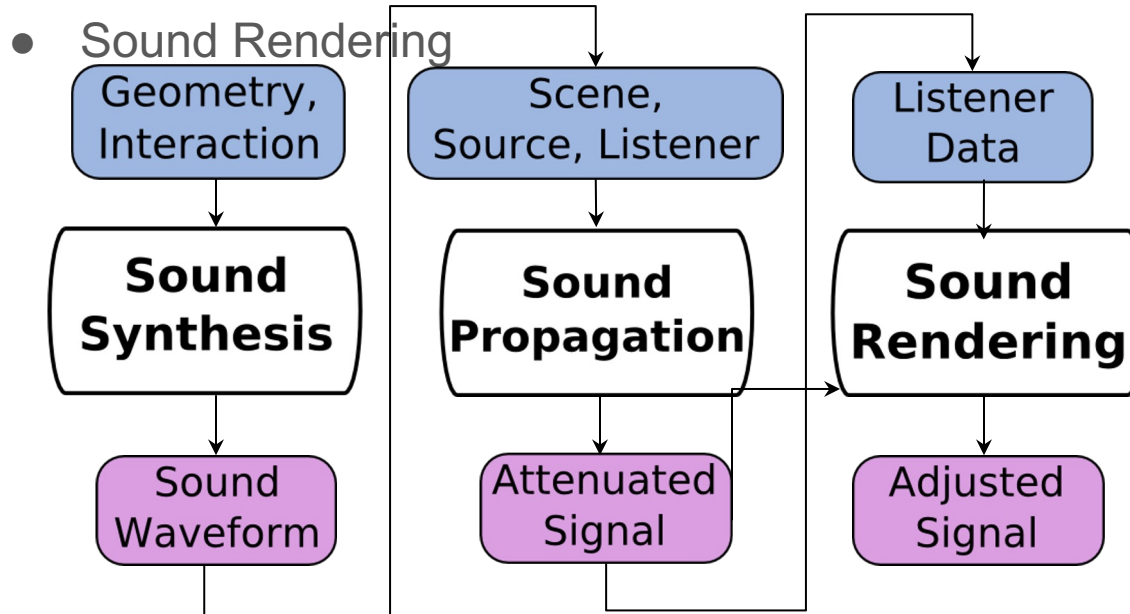 ● Sound Rendering
Geometry,
Interaction
Sound
Synthesis
Sound
Waveform
Scene,
Source, Listener
Sound
Propagation
Attenuated
Signal
Listener
Data
Sound
Rendering
Adjusted
Signal